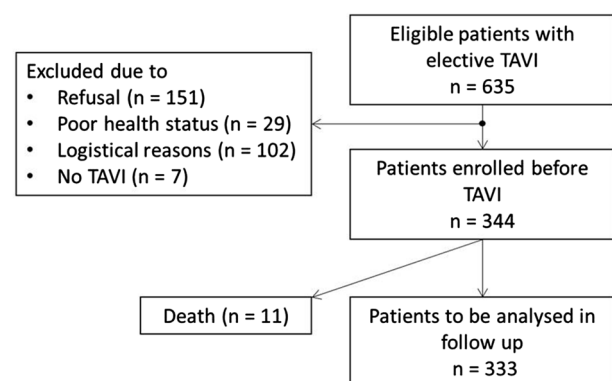 Eligible patients with
elective TAVI
n = 635
Excluded due to
• Refusal (n = 151)
• Poor health status (n = 29)
• Logistical reasons (n = 102)
• No TAVI (n = 7)
Patients enrolled before
TAVI
n = 344
Death (n = 11)
Patients to be analysed in
follow up
n = 333